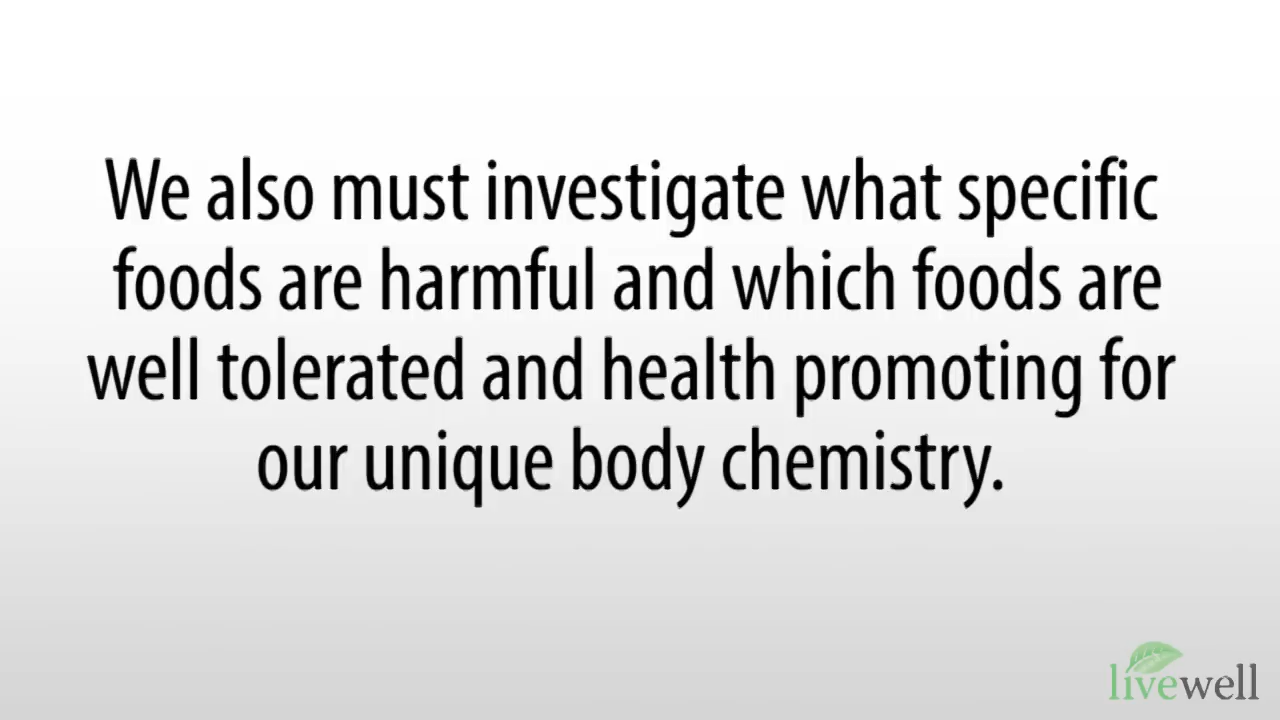 We also must investigate what specific
foods are harmful and which foods are
well tolerated and health promoting for
our unique body chemistry.
livewell